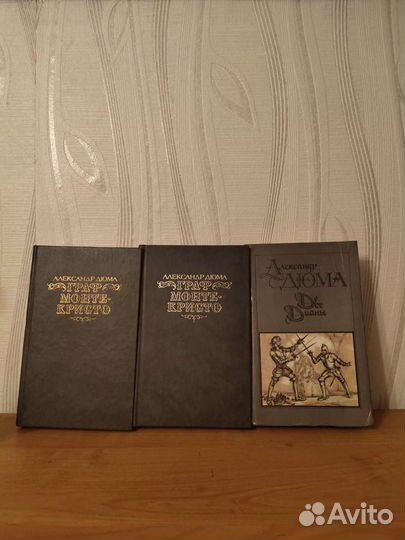 АЛЕКСАНДР ДЮМА
ГРАФ
МОНТЕ-
КРИСТО
АЛЕКСАНДР ДЮМА
ГРАФ
МОНТЕ-
КРИСТО
Александр
ДЮМА
Две
Дианы
Avito